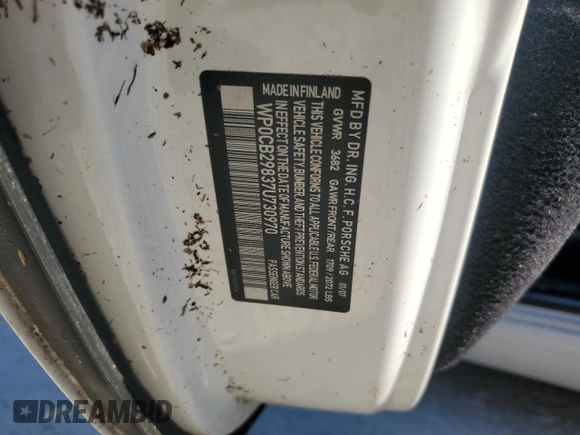 MFD BY DR. ING. H.C. F. PORSCHE AG 01/07
GVWR 3682 GAWR FRONT/REAR 1709 / 2072 LBS
THIS VEHICLE CONFORMS TO ALL APPLICABLE U.S. FEDERAL MOTOR
VEHICLE SAFETY, BUMPER, AND THEFT PREVENTION STANDARDS
IN EFFECT ON THE DATE OF MANUFACTURE SHOWN ABOVE
WP0CB29837U730970 PASSENGER CAR
MADE IN FINLAND
DREAMBID